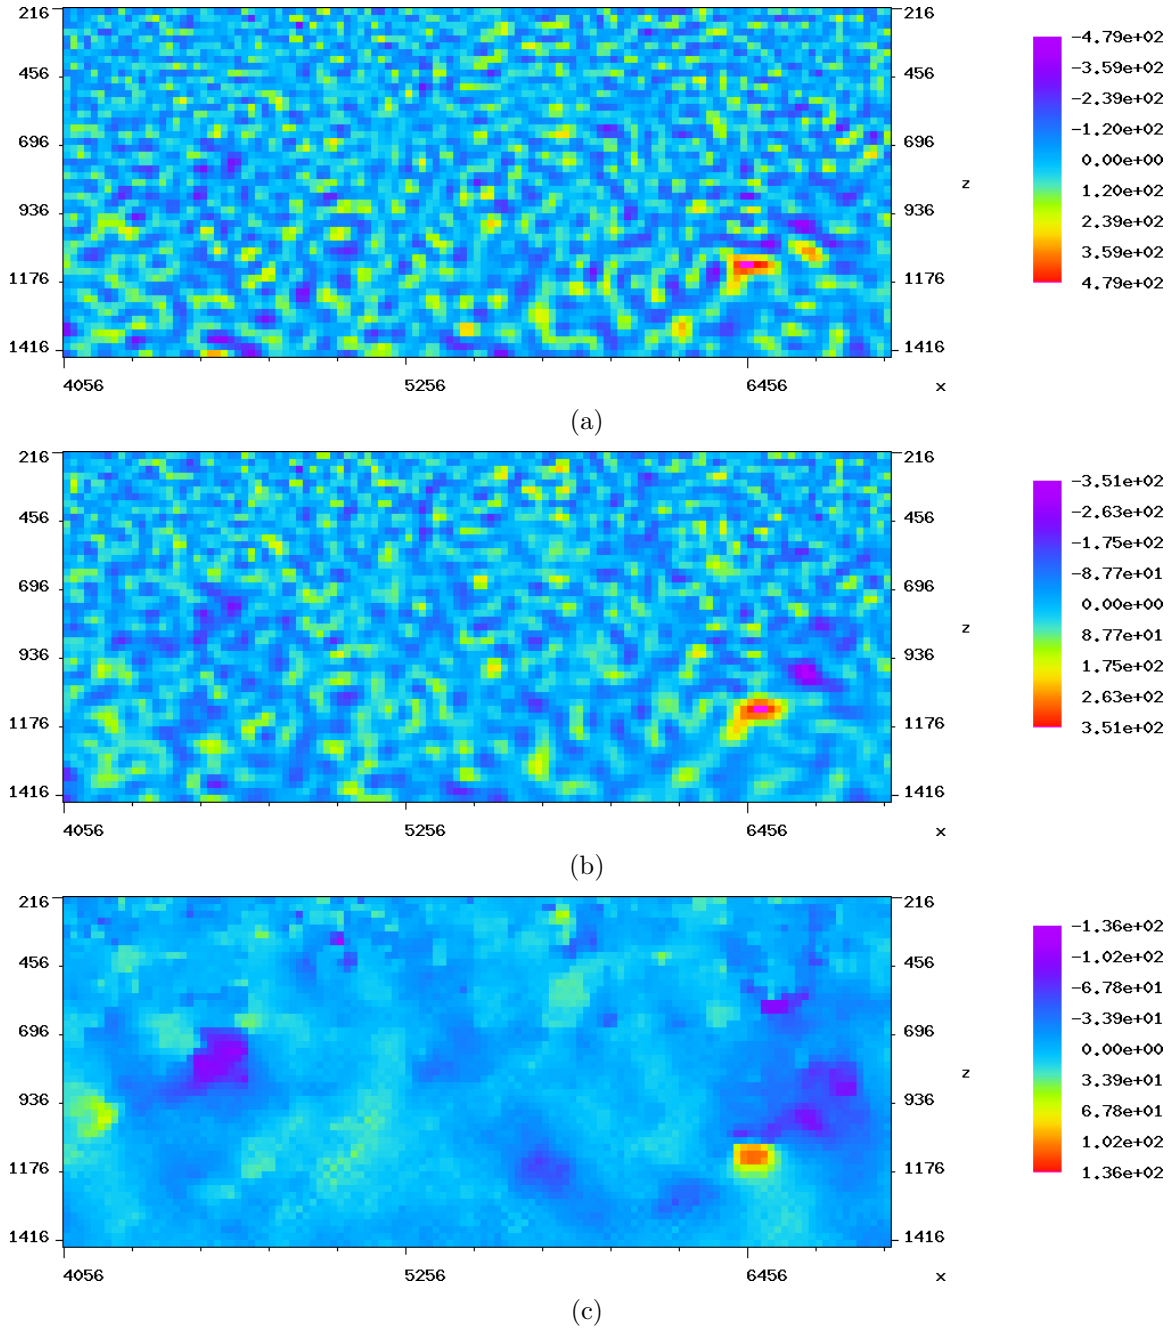 216 216
-4.79e+02
456 456
-3.59e+02
-2.39e+02
696 696
-1.20e+02
0.00e+00
z
1.20e+02
936 936
2.39e+02
3.59e+02
1176 1176
4.79e+02
1416 1416
4056 5256 6456 x
(a)
216 216
-3.51e+02
-2.63e+02
456 456
-1.75e+02
-8.77e+01
696 696
0.00e+00
z
8.77e+01
936 936
1.75e+02
2.63e+02
1176 1176
3.51e+02
1416 1416
4056 5256 6456 x
(b)
216 216
-1.36e+02
-1.02e+02
456 456
-6.78e+01
-3.39e+01
696 696
0.00e+00
z
3.39e+01
936 936
6.78e+01
1.02e+02
1176 1176
1.36e+02
1416 1416
4056 5256 6456 x
(c)